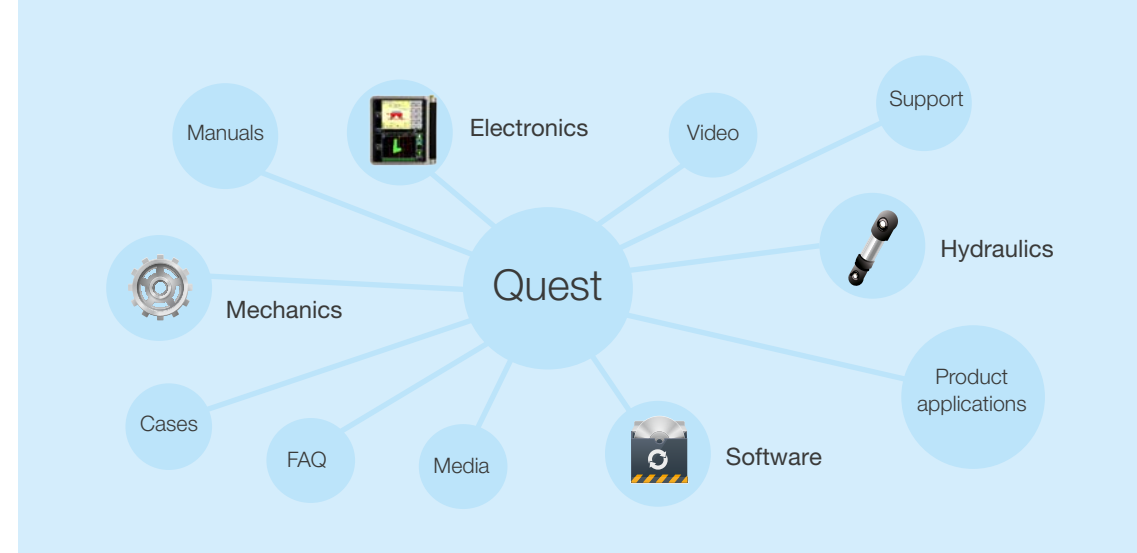 Support
Manuals
Electronics
Video
Hydraulics
Quest
Mechanics
Product
applications
Cases
FAQ
Media
Software